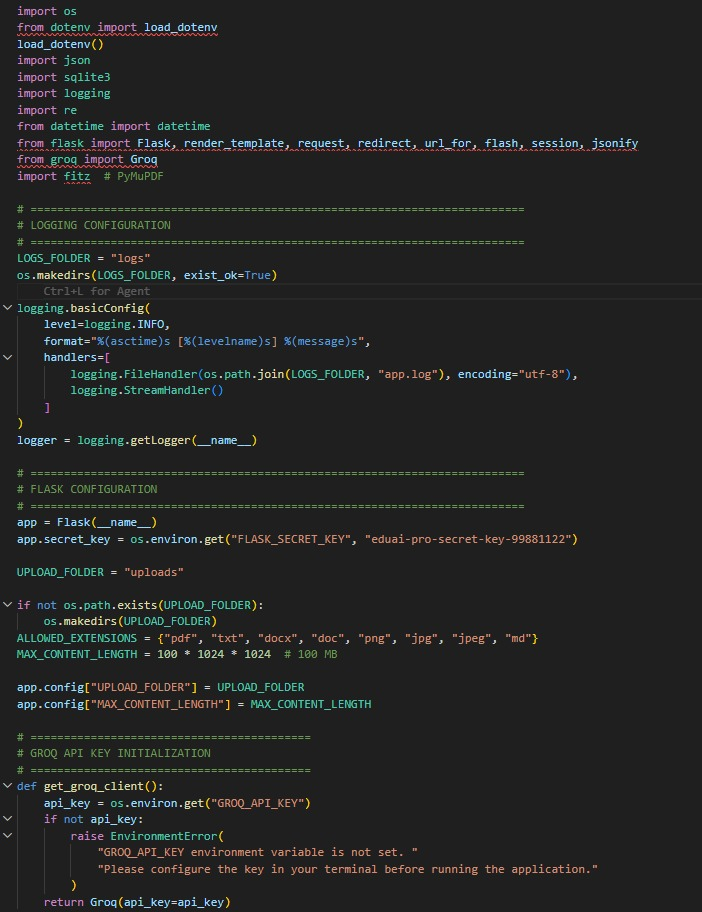 import os
from dotenv import load_dotenv
load_dotenv()
import json
import sqlite3
import logging
import re
from datetime import datetime
from flask import Flask, render_template, request, redirect, url_for, flash, session, jsonify
from groq import Groq
import fitz  # PyMuPDF

# ==========================================================================
# LOGGING CONFIGURATION
# ==========================================================================
LOGS_FOLDER = "logs"
os.makedirs(LOGS_FOLDER, exist_ok=True)
    Ctrl+L for Agent
logging.basicConfig(
    level=logging.INFO,
    format="%(asctime)s [%(levelname)s] %(message)s",
    handlers=[
        logging.FileHandler(os.path.join(LOGS_FOLDER, "app.log"), encoding="utf-8"),
        logging.StreamHandler()
    ]
)
logger = logging.getLogger(__name__)

# ==========================================================================
# FLASK CONFIGURATION
# ==========================================================================
app = Flask(__name__)
app.secret_key = os.environ.get("FLASK_SECRET_KEY", "eduai-pro-secret-key-99881122")

UPLOAD_FOLDER = "uploads"

if not os.path.exists(UPLOAD_FOLDER):
    os.makedirs(UPLOAD_FOLDER)
ALLOWED_EXTENSIONS = {"pdf", "txt", "docx", "doc", "png", "jpg", "jpeg", "md"}
MAX_CONTENT_LENGTH = 100 * 1024 * 1024  # 100 MB

app.config["UPLOAD_FOLDER"] = UPLOAD_FOLDER
app.config["MAX_CONTENT_LENGTH"] = MAX_CONTENT_LENGTH

# ==========================================
# GROQ API KEY INITIALIZATION
# ==========================================
def get_groq_client():
    api_key = os.environ.get("GROQ_API_KEY")
    if not api_key:
        raise EnvironmentError(
            "GROQ_API_KEY environment variable is not set. "
            "Please configure the key in your terminal before running the application."
        )
    return Groq(api_key=api_key)